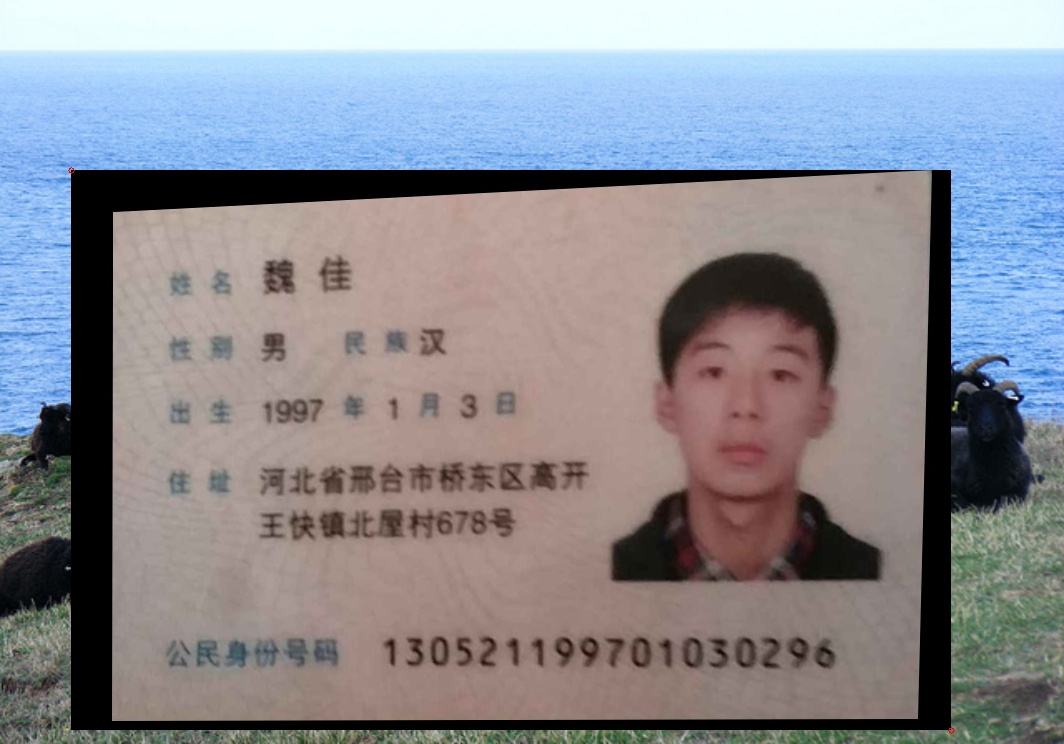 姓名 魏佳
性别 男 民族 汉
出生 1997 年 1 月 3 日
住址 河北省邢台市桥东区高开
王快镇北屋村678号
公民身份号码 130521199701030296